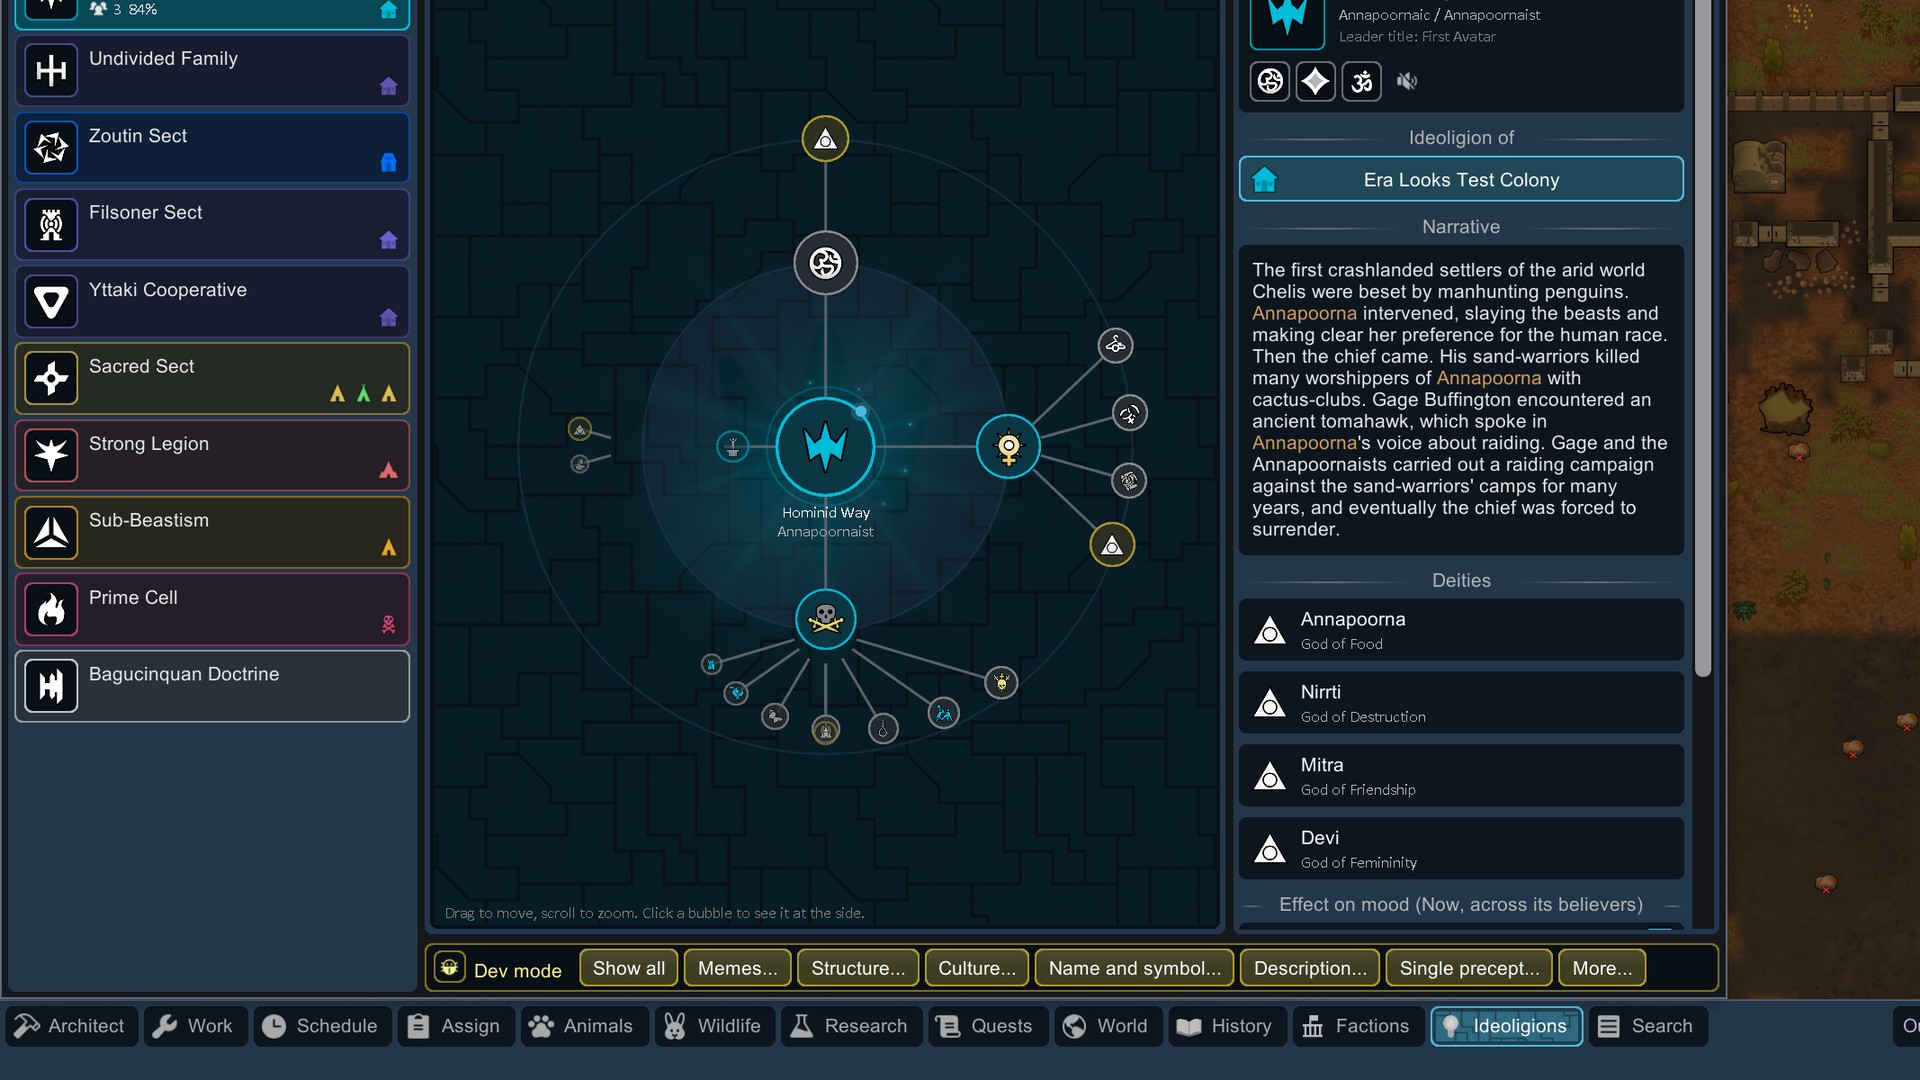 3 84%
Undivided Family
Zoutin Sect
Filsoner Sect
Yttaki Cooperative
Sacred Sect
Strong Legion
Sub-Beastism
Prime Cell
Bagucinquan Doctrine
Hominid Way
Annapoornaist
Drag to move, scroll to zoom. Click a bubble to see it at the side.
Annapoornaic / Annapoornaist
Leader title: First Avatar
Ideoligion of
Era Looks Test Colony
Narrative
The first crashlanded settlers of the arid world
Chelis were beset by manhunting penguins.
Annapoorna intervened, slaying the beasts and
making clear her preference for the human race.
Then the chief came. His sand-warriors killed
many worshippers of Annapoorna with
cactus-clubs. Gage Buffington encountered an
ancient tomahawk, which spoke in
Annapoorna's voice about raiding. Gage and the
Annapoornaists carried out a raiding campaign
against the sand-warriors' camps for many
years, and eventually the chief was forced to
surrender.
Deities
Annapoorna
God of Food
Nirrti
God of Destruction
Mitra
God of Friendship
Devi
God of Femininity
Effect on mood (Now, across its believers)
Dev mode
Show all
Memes...
Structure...
Culture...
Name and symbol...
Description...
Single precept...
More...
Architect
Work
Schedule
Assign
Animals
Wildlife
Research
Quests
World
History
Factions
Ideoligions
Search